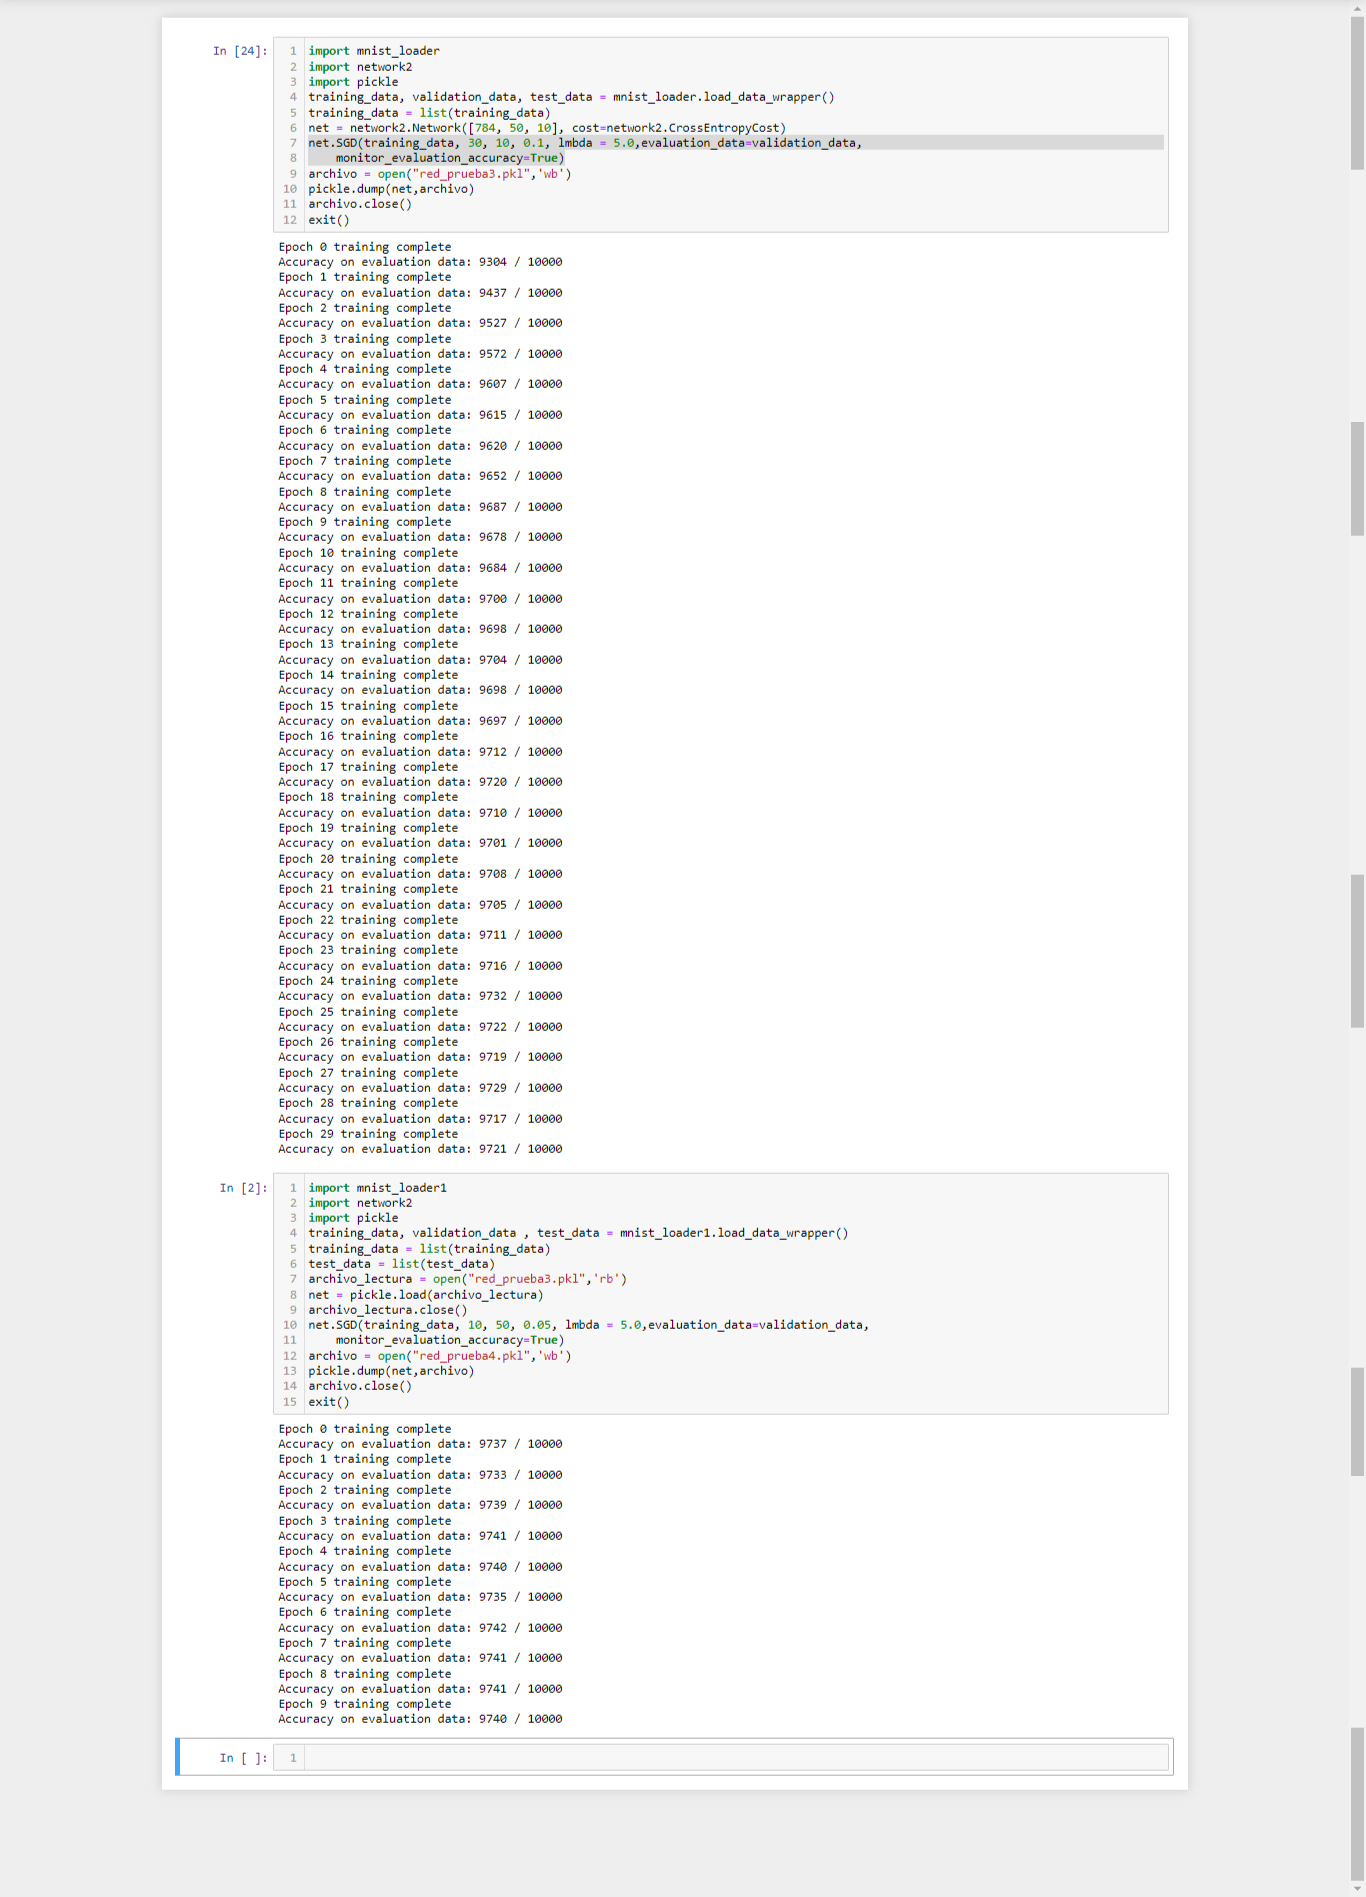 In [24]:
1 import mnist_loader
2 import network2
3 import pickle
4 training_data, validation_data, test_data = mnist_loader.load_data_wrapper()
5 training_data = list(training_data)
6 net = network2.Network([784, 50, 10], cost=network2.CrossEntropyCost)
7 net.SGD(training_data, 30, 10, 0.1, lmbda = 5.0,evaluation_data=validation_data,
8     monitor_evaluation_accuracy=True)
9 archivo = open("red_prueba3.pkl",'wb')
10 pickle.dump(net,archivo)
11 archivo.close()
12 exit()
Epoch 0 training complete
Accuracy on evaluation data: 9304 / 10000
Epoch 1 training complete
Accuracy on evaluation data: 9437 / 10000
Epoch 2 training complete
Accuracy on evaluation data: 9527 / 10000
Epoch 3 training complete
Accuracy on evaluation data: 9572 / 10000
Epoch 4 training complete
Accuracy on evaluation data: 9607 / 10000
Epoch 5 training complete
Accuracy on evaluation data: 9615 / 10000
Epoch 6 training complete
Accuracy on evaluation data: 9620 / 10000
Epoch 7 training complete
Accuracy on evaluation data: 9652 / 10000
Epoch 8 training complete
Accuracy on evaluation data: 9687 / 10000
Epoch 9 training complete
Accuracy on evaluation data: 9678 / 10000
Epoch 10 training complete
Accuracy on evaluation data: 9684 / 10000
Epoch 11 training complete
Accuracy on evaluation data: 9700 / 10000
Epoch 12 training complete
Accuracy on evaluation data: 9698 / 10000
Epoch 13 training complete
Accuracy on evaluation data: 9704 / 10000
Epoch 14 training complete
Accuracy on evaluation data: 9698 / 10000
Epoch 15 training complete
Accuracy on evaluation data: 9697 / 10000
Epoch 16 training complete
Accuracy on evaluation data: 9712 / 10000
Epoch 17 training complete
Accuracy on evaluation data: 9720 / 10000
Epoch 18 training complete
Accuracy on evaluation data: 9710 / 10000
Epoch 19 training complete
Accuracy on evaluation data: 9701 / 10000
Epoch 20 training complete
Accuracy on evaluation data: 9708 / 10000
Epoch 21 training complete
Accuracy on evaluation data: 9705 / 10000
Epoch 22 training complete
Accuracy on evaluation data: 9711 / 10000
Epoch 23 training complete
Accuracy on evaluation data: 9716 / 10000
Epoch 24 training complete
Accuracy on evaluation data: 9732 / 10000
Epoch 25 training complete
Accuracy on evaluation data: 9722 / 10000
Epoch 26 training complete
Accuracy on evaluation data: 9719 / 10000
Epoch 27 training complete
Accuracy on evaluation data: 9729 / 10000
Epoch 28 training complete
Accuracy on evaluation data: 9717 / 10000
Epoch 29 training complete
Accuracy on evaluation data: 9721 / 10000
In [2]:
1 import mnist_loader1
2 import network2
3 import pickle
4 training_data, validation_data , test_data = mnist_loader1.load_data_wrapper()
5 training_data = list(training_data)
6 test_data = list(test_data)
7 archivo_lectura = open("red_prueba3.pkl",'rb')
8 net = pickle.load(archivo_lectura)
9 archivo_lectura.close()
10 net.SGD(training_data, 10, 50, 0.05, lmbda = 5.0,evaluation_data=validation_data,
11     monitor_evaluation_accuracy=True)
12 archivo = open("red_prueba4.pkl",'wb')
13 pickle.dump(net,archivo)
14 archivo.close()
15 exit()
Epoch 0 training complete
Accuracy on evaluation data: 9737 / 10000
Epoch 1 training complete
Accuracy on evaluation data: 9733 / 10000
Epoch 2 training complete
Accuracy on evaluation data: 9739 / 10000
Epoch 3 training complete
Accuracy on evaluation data: 9741 / 10000
Epoch 4 training complete
Accuracy on evaluation data: 9740 / 10000
Epoch 5 training complete
Accuracy on evaluation data: 9735 / 10000
Epoch 6 training complete
Accuracy on evaluation data: 9742 / 10000
Epoch 7 training complete
Accuracy on evaluation data: 9741 / 10000
Epoch 8 training complete
Accuracy on evaluation data: 9741 / 10000
Epoch 9 training complete
Accuracy on evaluation data: 9740 / 10000
In [ ]:
1